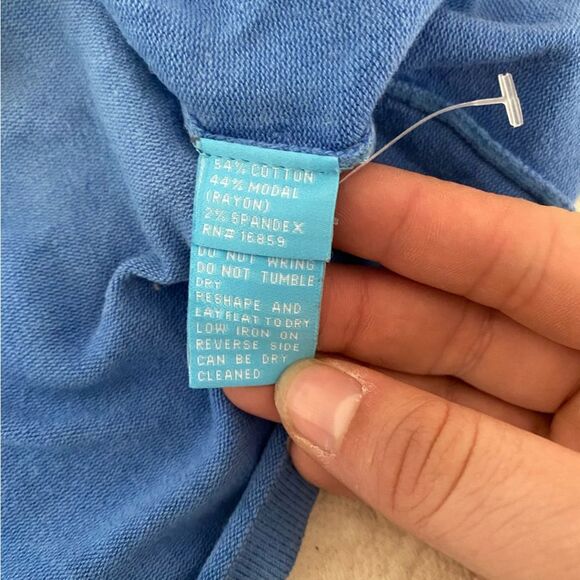 54% COTTON
44% MODAL
(RAYON)
2% SPANDEX
RN# 16859
DO NOT WRING
DO NOT TUMBLE
DRY
RESHAPE AND
LAY FLAT TO DRY
LOW IRON ON
REVERSE SIDE
CAN BE DRY
CLEANED